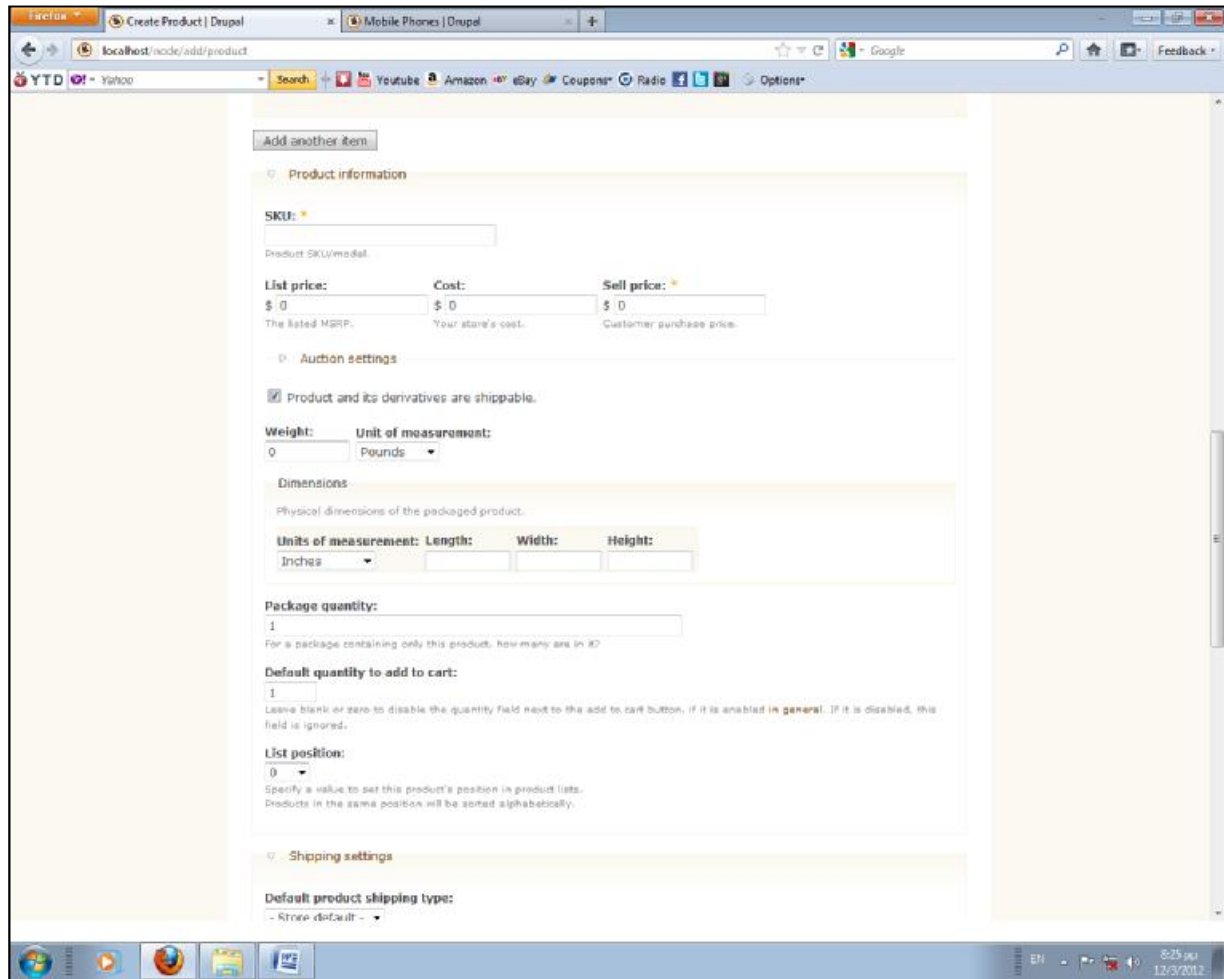 Firefox
Create Product | Drupal
Mobile Phones | Drupal
localhost/node/add/product
Google
Feedback
YTD
Yahoo
Search
Youtube
Amazon
eBay
Coupons
Radio
Options
Add another item
Product information
SKU: *
Product SKU/model.
List price: Cost: Sell price: *
$ 0 $ 0 $ 0
The listed MSRP. Your store's cost. Customer purchase price.
Auction settings
Product and its derivatives are shippable.
Weight: Unit of measurement:
0 Pounds
Dimensions
Physical dimensions of the packaged product.
Units of measurement: Length: Width: Height:
Inches
Package quantity:
1
For a package containing only this product, how many are in it?
Default quantity to add to cart:
1
Leave blank or zero to disable the quantity field next to the add to cart button, if it is enabled in general. If it is disabled, this
field is ignored.
List position:
0
Specify a value to set this product's position in product lists.
Products in the same position will be sorted alphabetically.
Shipping settings
Default product shipping type:
- Store default -
EN
8:25 μμ
12/3/2012